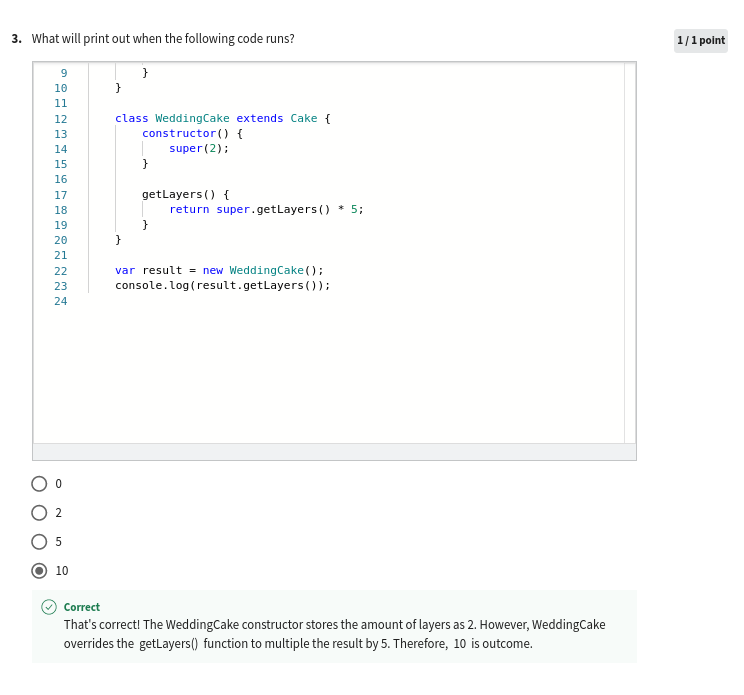 3. What will print out when the following code runs?
1 / 1 point
9 }
10 }
11
12 class WeddingCake extends Cake {
13 constructor() {
14 super(2);
15 }
16
17 getLayers() {
18 return super.getLayers() * 5;
19 }
20 }
21
22 var result = new WeddingCake();
23 console.log(result.getLayers());
24
0
2
5
10
Correct
That's correct! The WeddingCake constructor stores the amount of layers as 2. However, WeddingCake
overrides the getLayers() function to multiple the result by 5. Therefore, 10 is outcome.